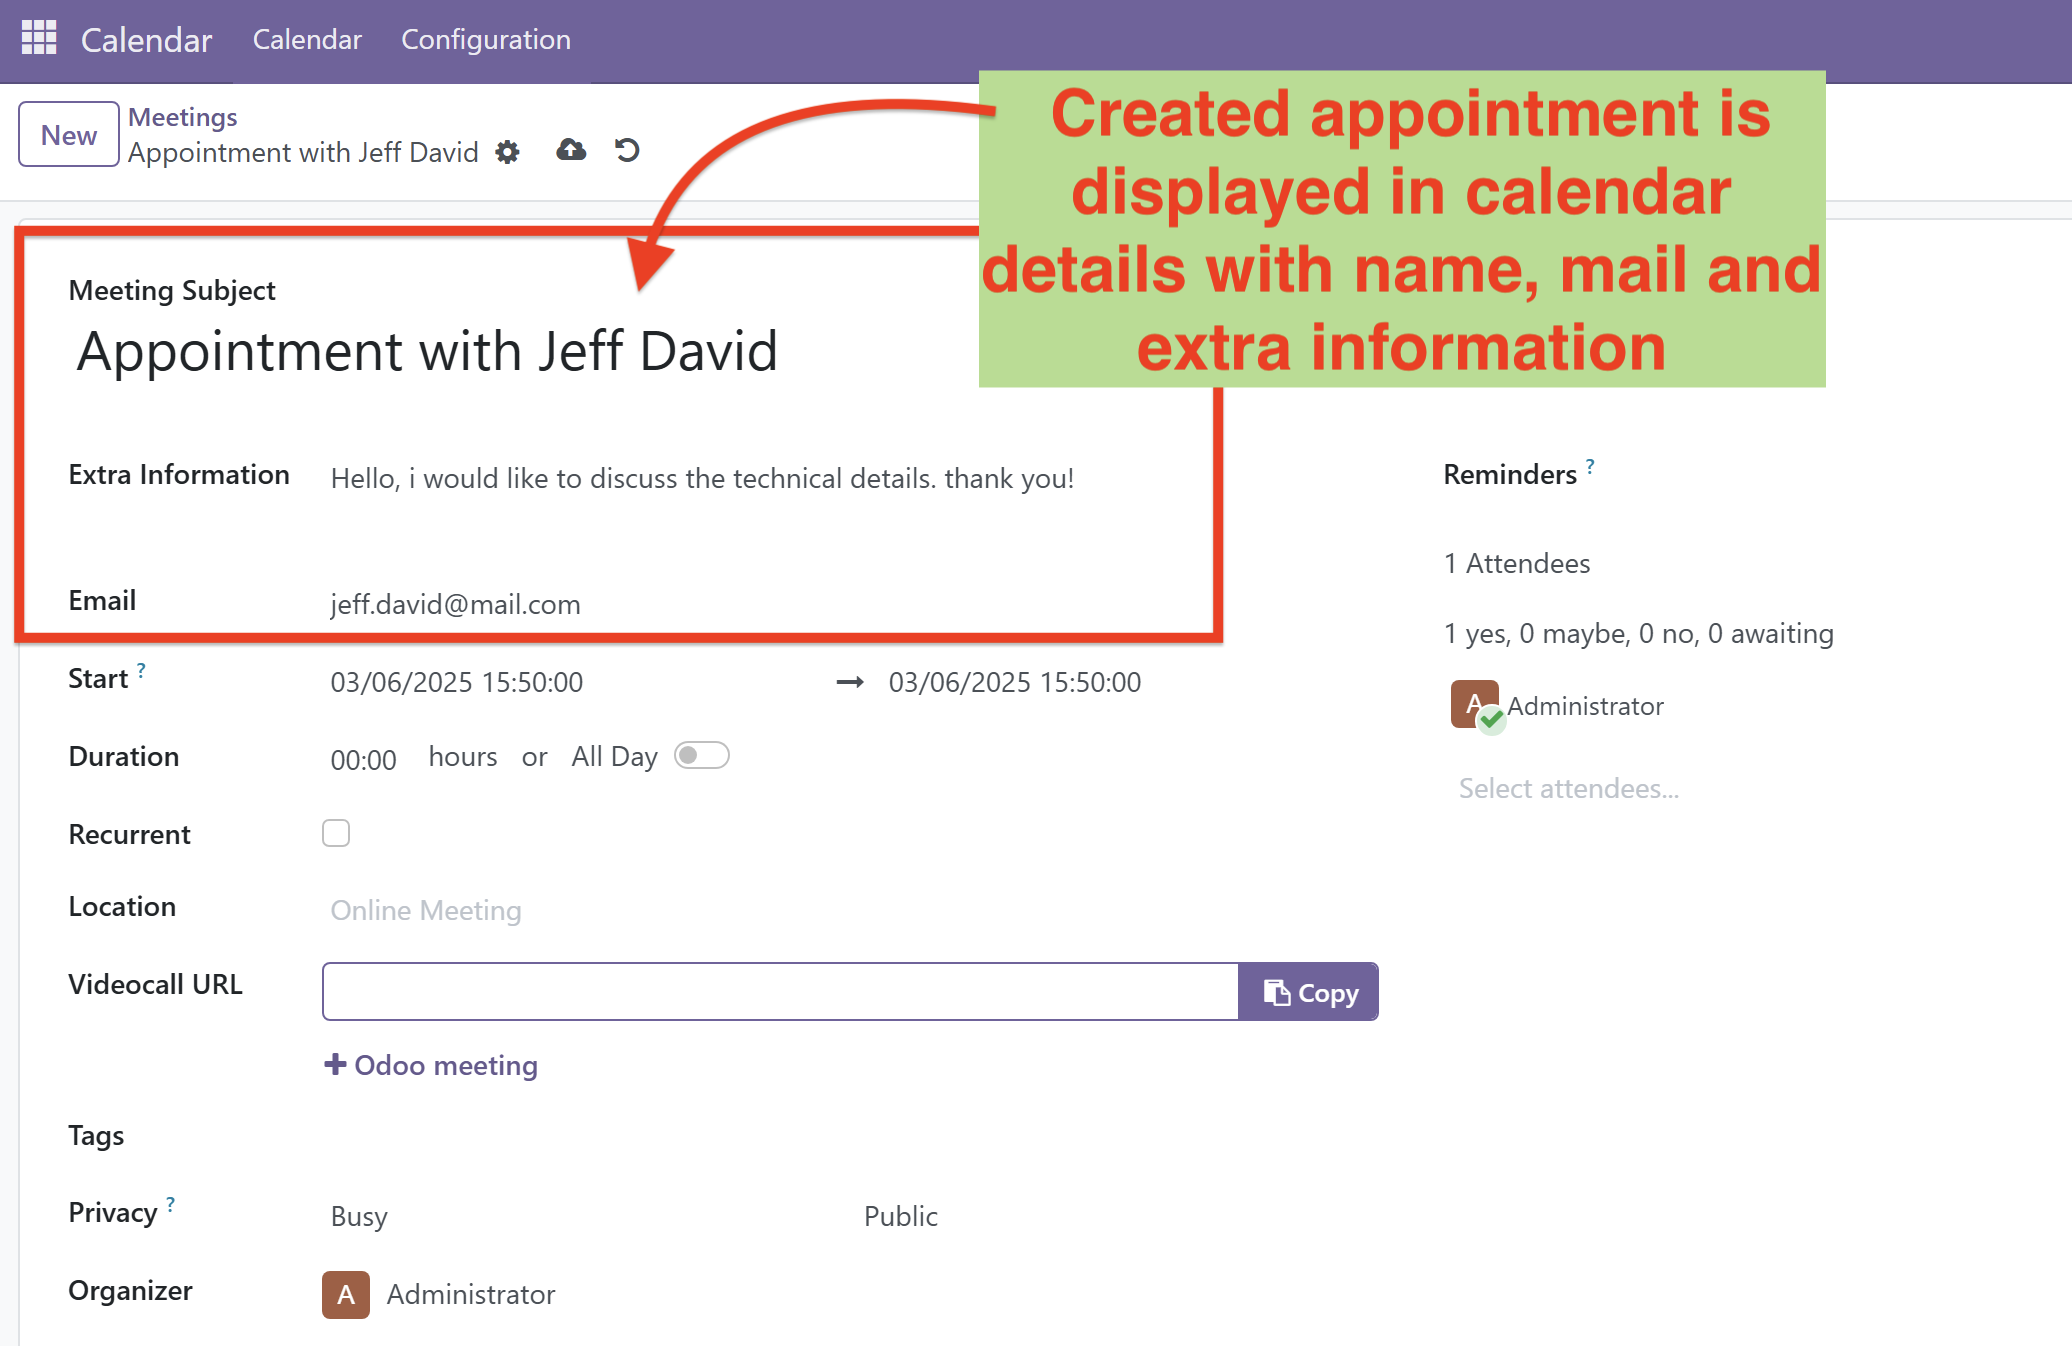 Calendar Calendar Configuration
New
Meetings
Appointment with Jeff David
Created appointment is
displayed in calendar
details with name, mail and
extra information
Meeting Subject
Appointment with Jeff David
Extra Information Hello, i would like to discuss the technical details. thank you!
Email jeff.david@mail.com
Start ? 03/06/2025 15:50:00 → 03/06/2025 15:50:00
Duration 00:00 hours or All Day
Recurrent
Location Online Meeting
Videocall URL Copy
+ Odoo meeting
Tags
Privacy ? Busy Public
Organizer A Administrator
Reminders ?
1 Attendees
1 yes, 0 maybe, 0 no, 0 awaiting
A Administrator
Select attendees...